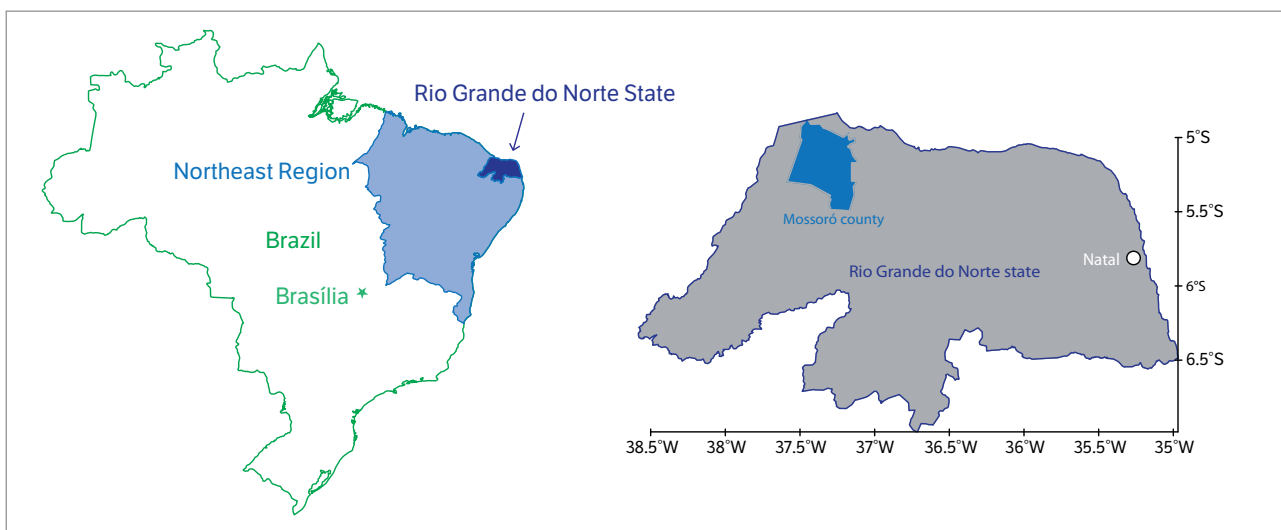 Rio Grande do Norte State
Northeast Region
Brazil
Brasília
Mossoró county
Rio Grande do Norte state
Natal
5°S
5.5°S
6°S
6.5°S
38.5°W 38°W 37.5°W 37°W 36.5°W 36°W 35.5°W 35°W